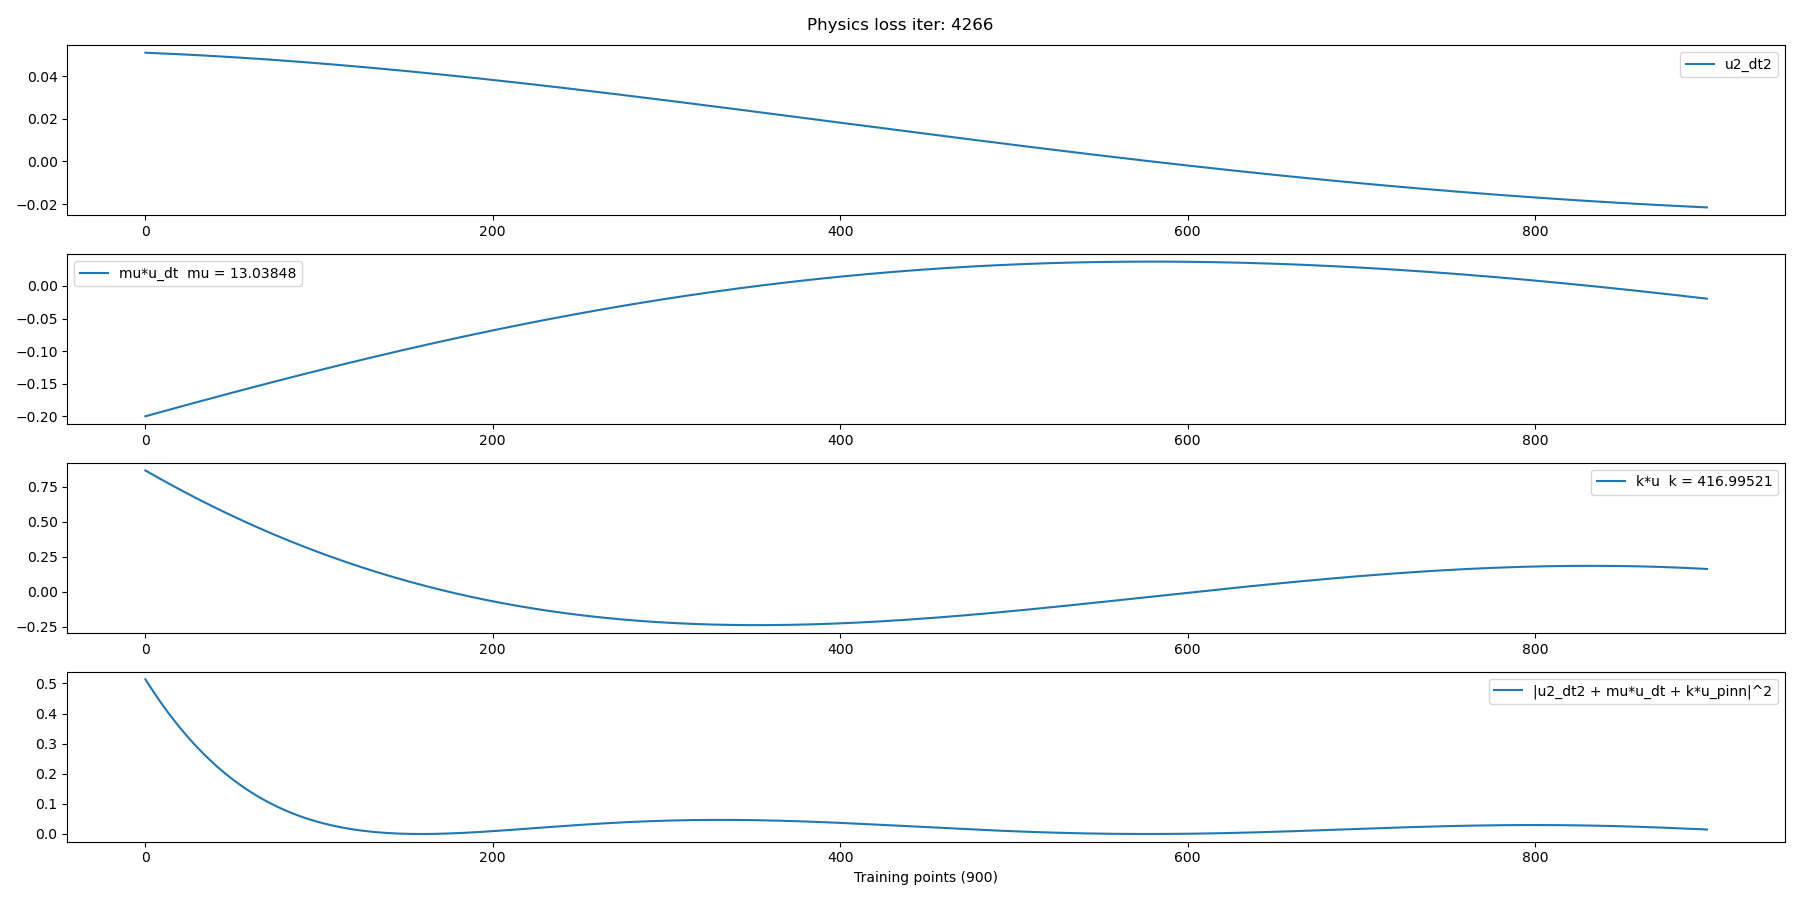 Physics loss iter: 4266
0.04
0.02
0.00
−0.02
u2_dt2
0 200 400 600 800
0.00
−0.05
−0.10
−0.15
−0.20
mu*u_dt  mu = 13.03848
0 200 400 600 800
0.75
0.50
0.25
0.00
−0.25
k*u  k = 416.99521
0 200 400 600 800
0.5
0.4
0.3
0.2
0.1
0.0
|u2_dt2 + mu*u_dt + k*u_pinn|^2
0 200 400 600 800
Training points (900)